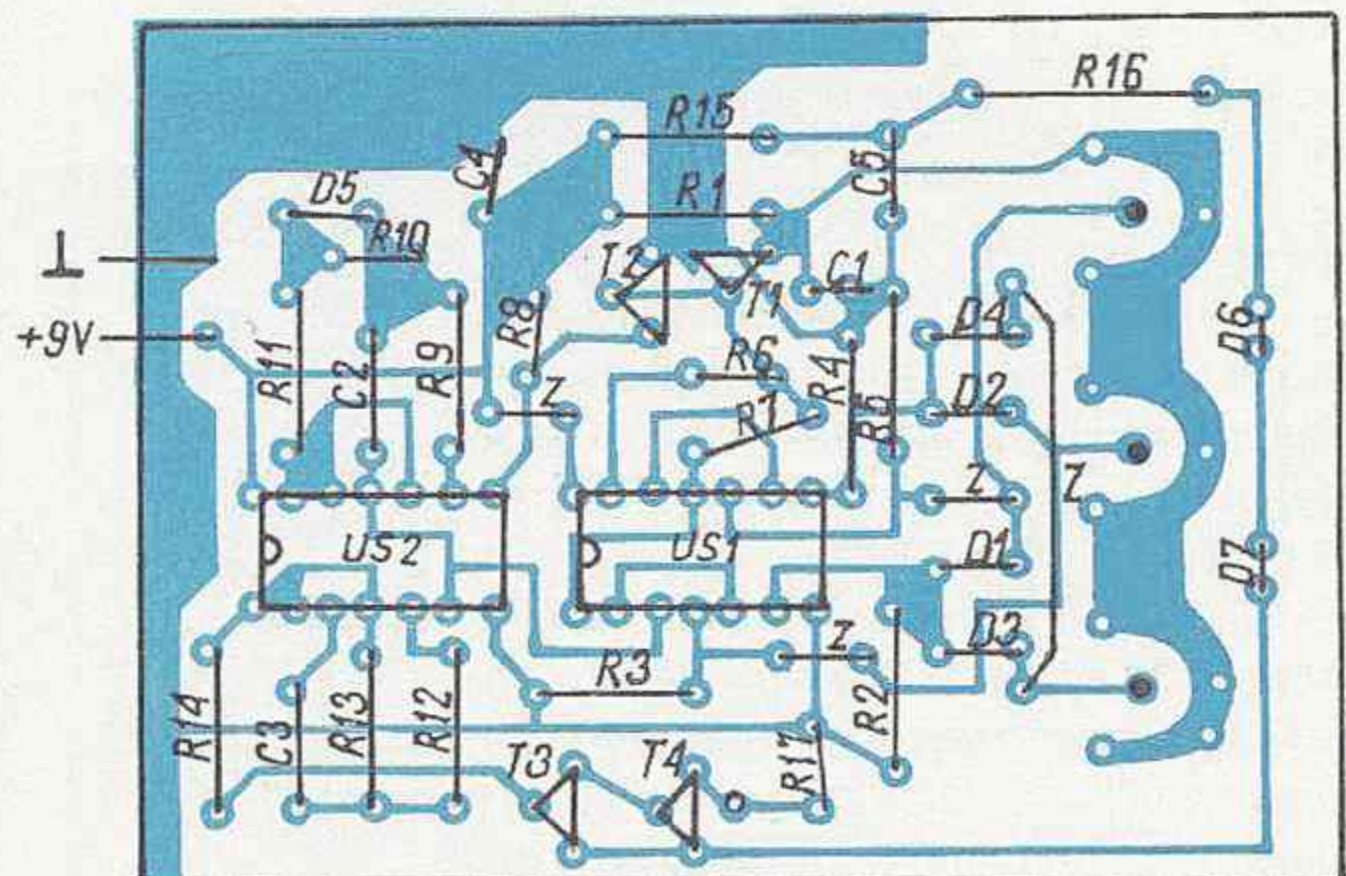 R16
R15
C4
C5
D5
R1
R10
⊥
T2
C1
T1
+9V
R8
D4
D6
R11
C2
R9
R6
R4
R7
R5
D2
Z
Z
Z
US2
US1
D1
D7
Z
D3
R3
R14
C3
R13
R12
R2
T3
T4
R17